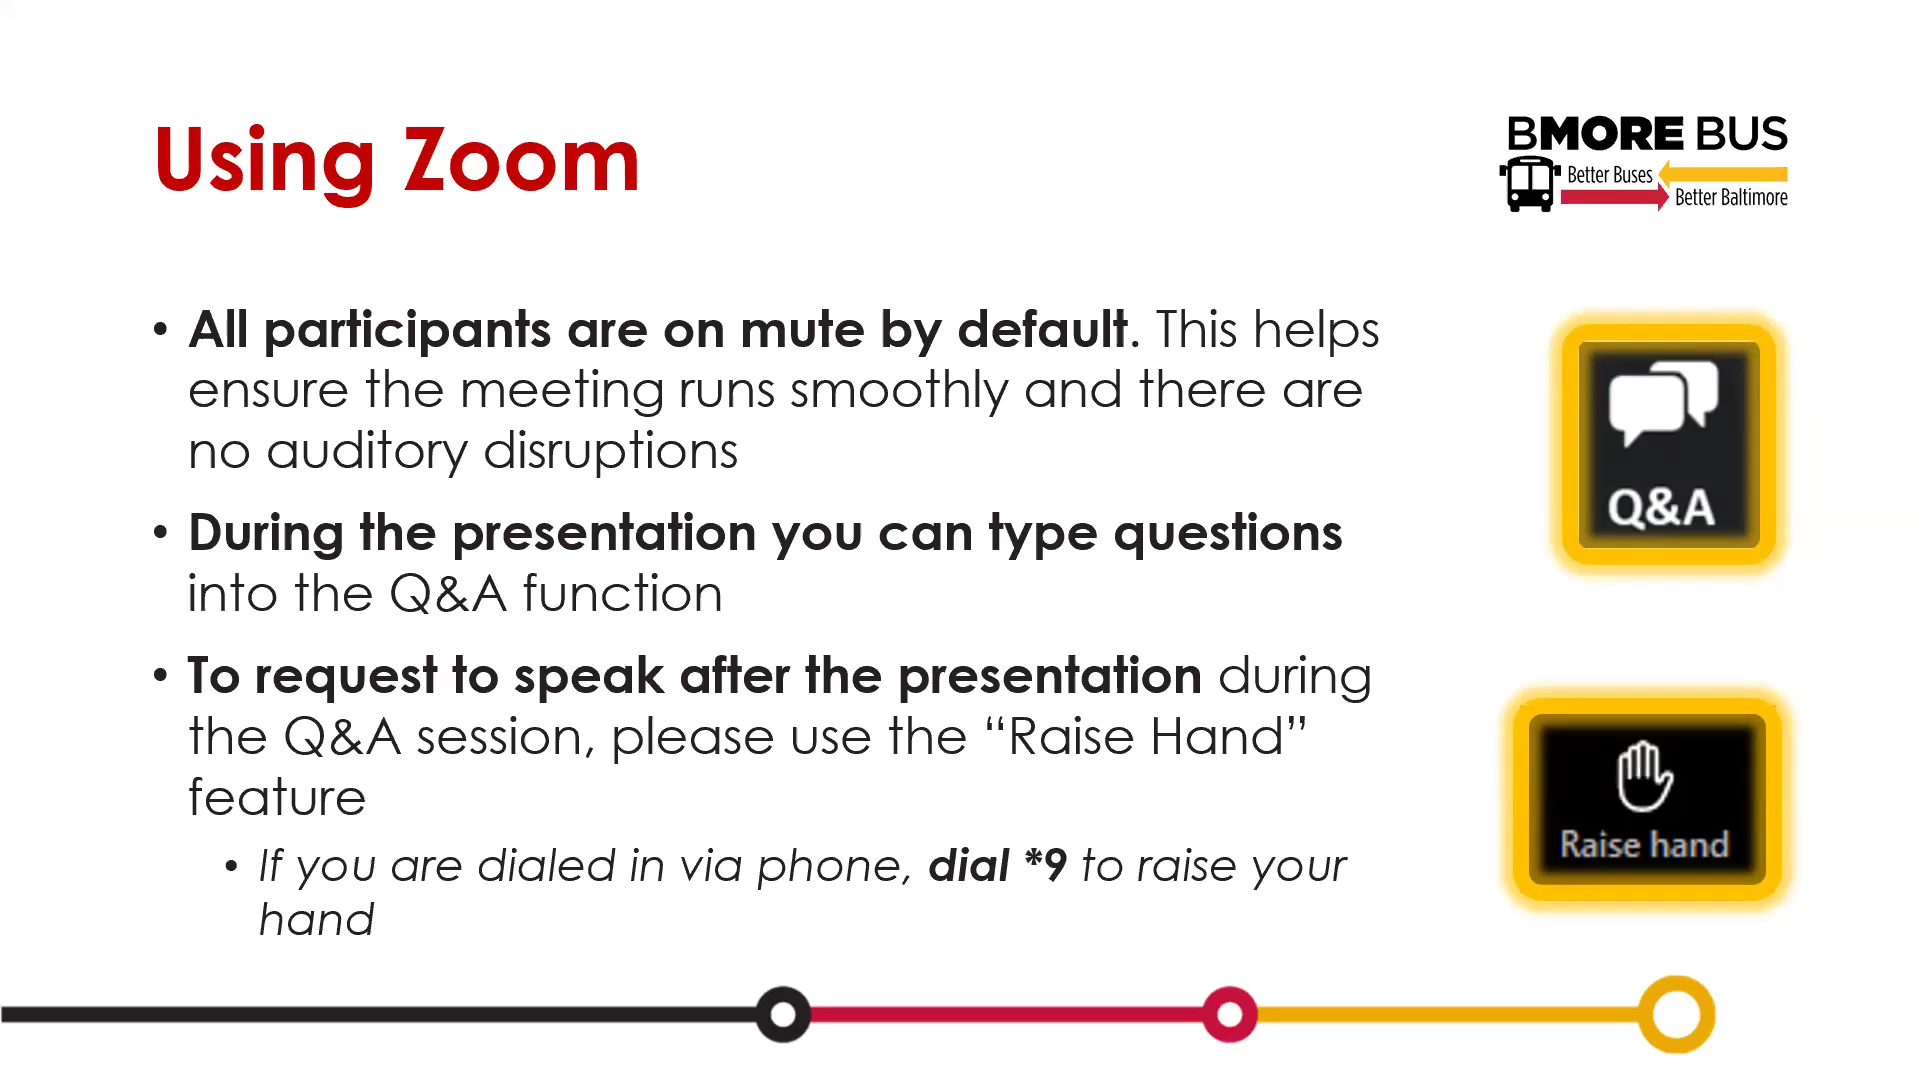 Using Zoom
BMORE BUS
Better Buses
Better Baltimore
• All participants are on mute by default. This helps
ensure the meeting runs smoothly and there are
no auditory disruptions
• During the presentation you can type questions
into the Q&A function
• To request to speak after the presentation during
the Q&A session, please use the “Raise Hand”
feature
• If you are dialed in via phone, dial *9 to raise your
hand
Q&A
Raise hand